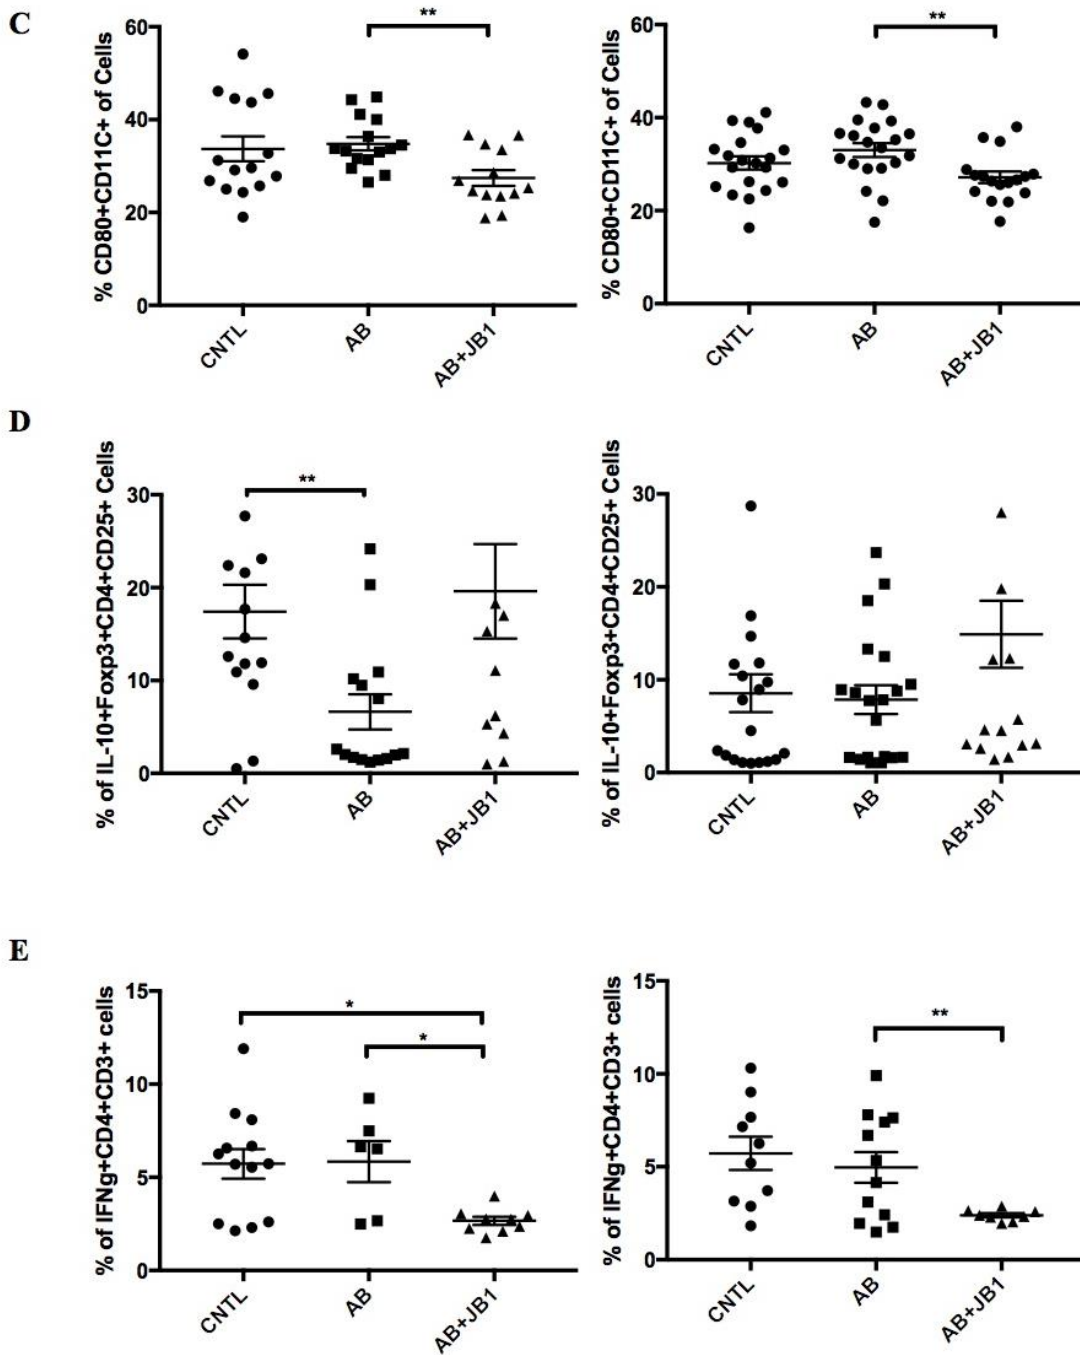 C
% CD80+CD11C+ of Cells
60
40
20
0
**
CNTL
AB
AB+JB1
% CD80+CD11C+ of Cells
60
40
20
0
**
CNTL
AB
AB+JB1
D
% of IL-10+Foxp3+CD4+CD25+ Cells
30
20
10
0
**
CNTL
AB
AB+JB1
% of IL-10+Foxp3+CD4+CD25+ Cells
30
20
10
0
CNTL
AB
AB+JB1
E
% of IFNg+CD4+CD3+ cells
15
10
5
0
*
*
CNTL
AB
AB+JB1
% of IFNg+CD4+CD3+ cells
15
10
5
0
**
CNTL
AB
AB+JB1